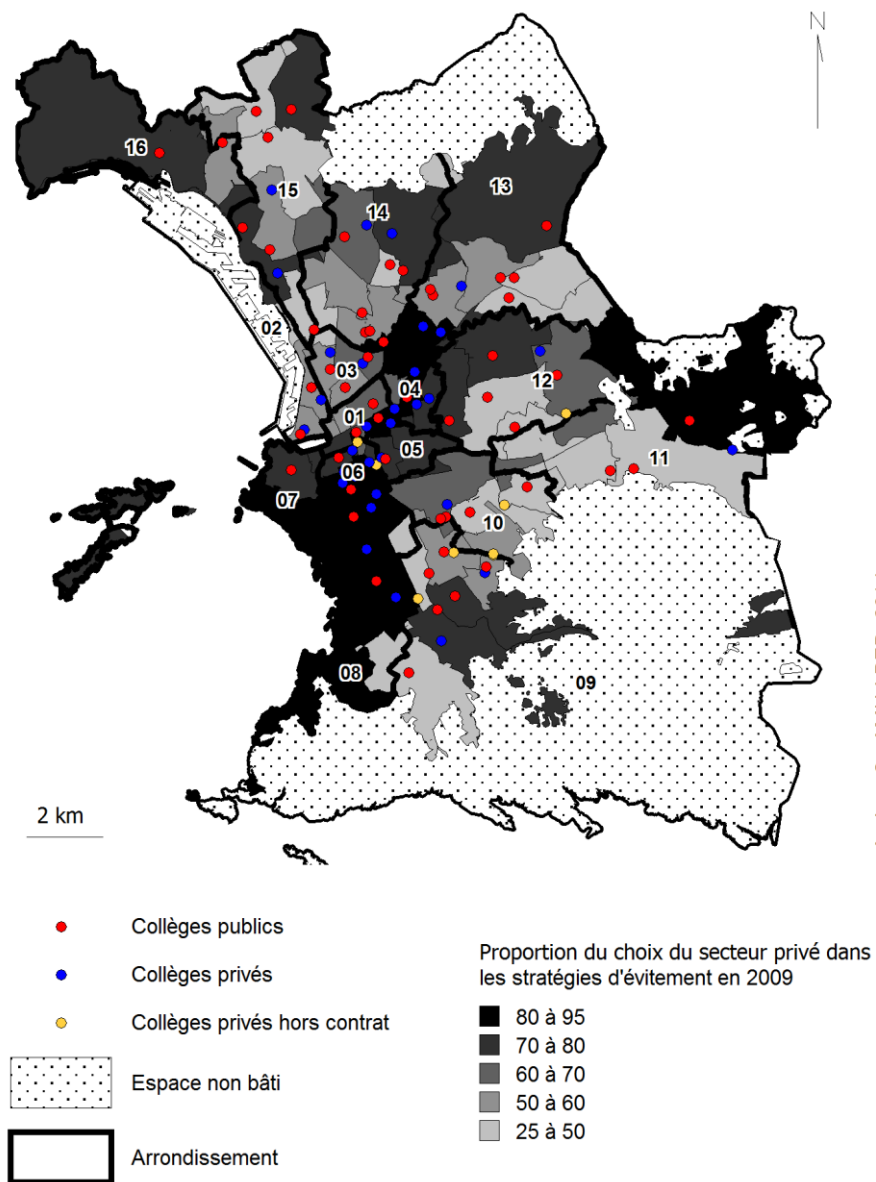 N
16
13
15
14
02
03
12
04
01
05
11
06
07
10
08
09
2 km
Collèges publics
Collèges privés
Collèges privés hors contrat
Espace non bâti
Arrondissement
Proportion du choix du secteur privé dans
les stratégies d'évitement en 2009
80 à 95
70 à 80
60 à 70
50 à 60
25 à 50